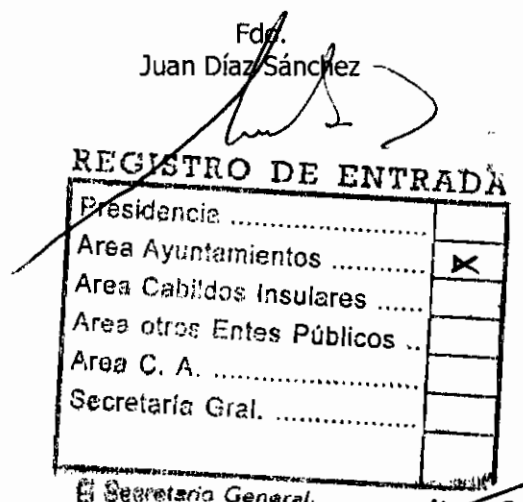 Fdo.
Juan Díaz Sánchez
REGISTRO DE ENTRADA
Presidencia ........................
Area Ayuntamientos ...........
Area Cabildos Insulares ......
Area otros Entes Públicos ..
Area C. A. ..........................
Secretaría Gral. .................
El Secretario General.